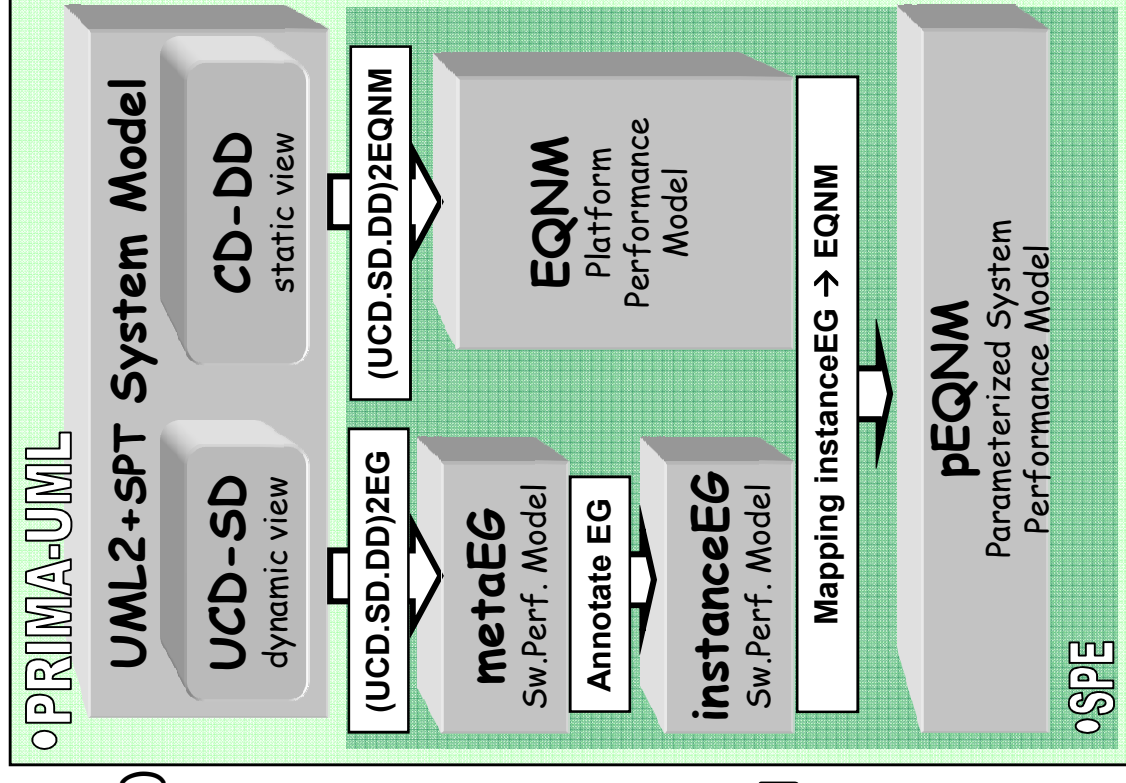 •PRIMA-UML
UML2+SPT System Model
UCD-SD
dynamic view
CD-DD
static view
(UCD.SD.DD)2EG
(UCD.SD.DD)2EQNM
metaEG
Sw.Perf. Model
Annotate EG
instanceEG
Sw.Perf. Model
EQNM
Platform
Performance
Model
Mapping instanceEG → EQNM
pEQNM
Parameterized System
Performance Model
•SPE